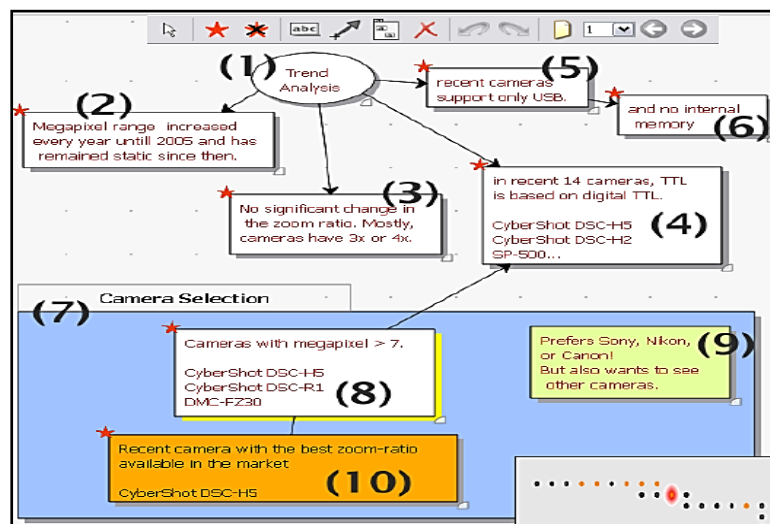 abc
1
(1)
Trend
Analysis
(2)
Megapixel range increased
every year untill 2005 and has
remained static since then.
(5)
recent cameras
support only USB.
and no internal
memory
(6)
(3)
No significant change in
the zoom ratio. Mostly,
cameras have 3x or 4x.
in recent 14 cameras, TTL
is based on digital TTL.
CyberShot DSC-H5
CyberShot DSC-H2
SP-500...
(4)
Camera Selection
(7)
Cameras with megapixel > 7.
CyberShot DSC-H5
CyberShot DSC-R1
DMC-FZ30
(8)
Prefers Sony, Nikon,
or Canon!
But also wants to see
other cameras.
(9)
Recent camera with the best zoom-ratio
available in the market
CyberShot DSC-H5
(10)